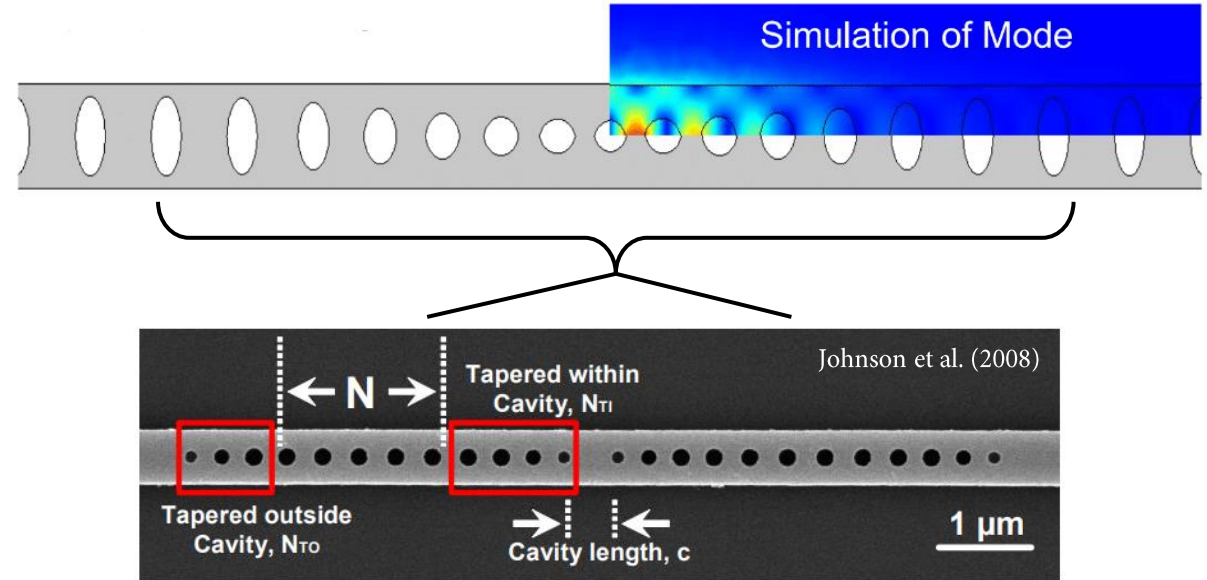 Simulation of Mode
Johnson et al. (2008)
N
Tapered within
Cavity, NTI
Tapered outside
Cavity, NTO
Cavity length, c
1 µm